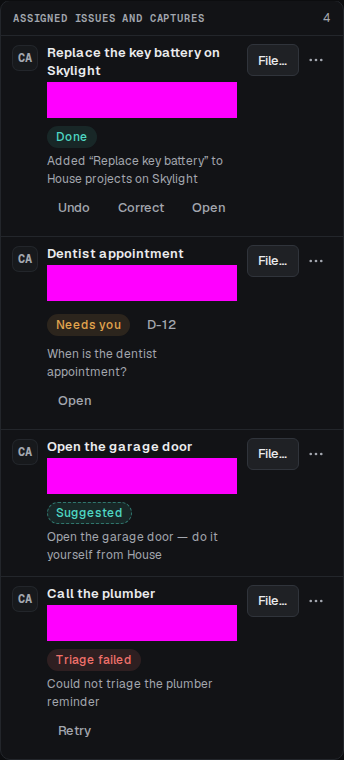 ASSIGNED ISSUES AND CAPTURES 4
CA
Replace the key battery on
Skylight
File…
Done
Added “Replace key battery” to
House projects on Skylight
Undo Correct Open
CA
Dentist appointment
File…
Needs you D-12
When is the dentist
appointment?
Open
CA
Open the garage door
File…
Suggested
Open the garage door — do it
yourself from House
CA
Call the plumber
File…
Triage failed
Could not triage the plumber
reminder
Retry